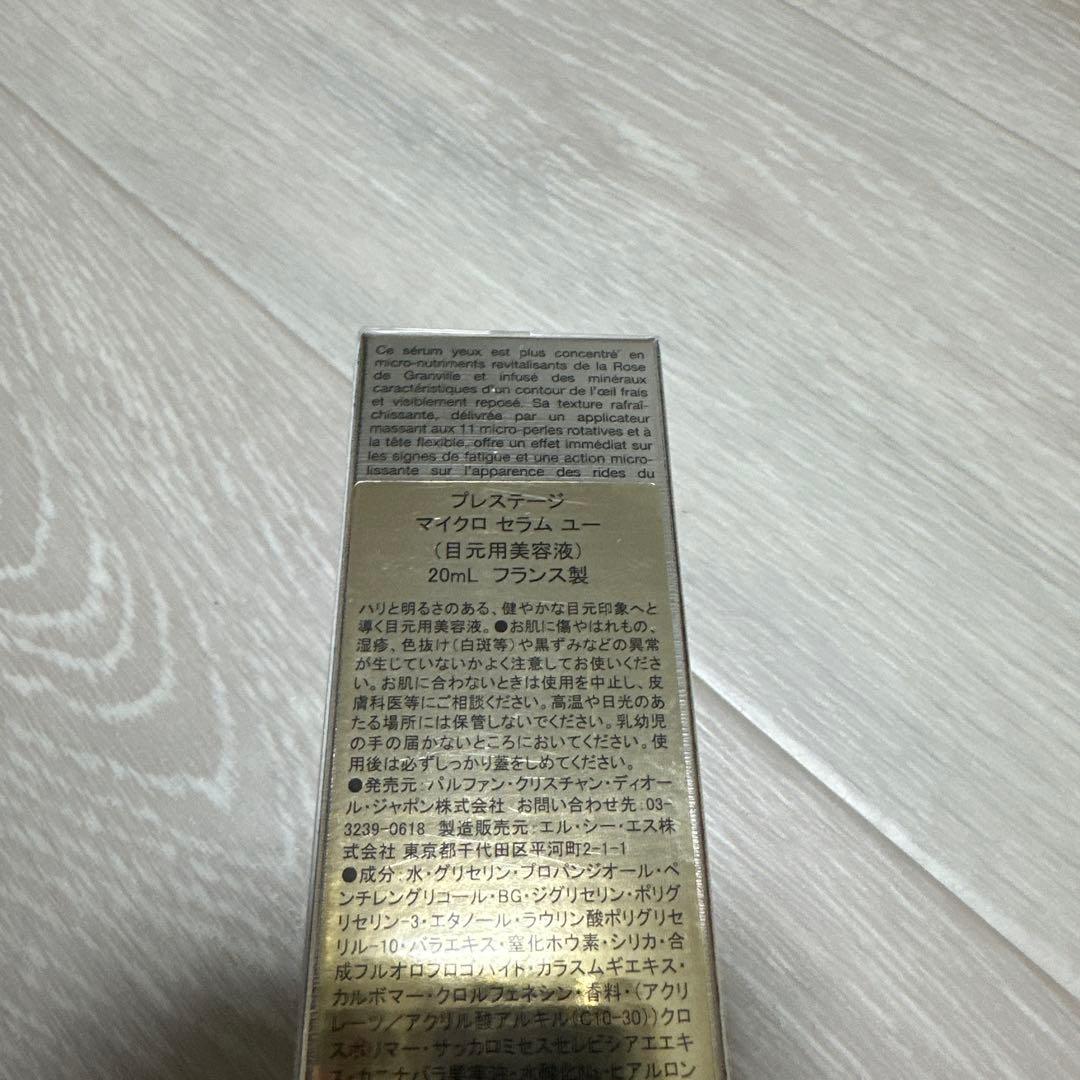 Ce sérum yeux est plus concentré en
micro-nutriments revitalisants de la Rose
de Granville et infusé des minéraux
caractéristiques d'un contour de l'œil frais
et visiblement reposé. Sa texture rafraî-
chissante, délivrée par un applicateur
massant aux 11 micro-perles rotatives et à
la tête flexible, offre un effet immédiat sur
les signes de fatigue et une action micro-
lissante sur l'apparence des rides du
プレステージ
マイクロ セラム ユー
(目元用美容液)
20mL フランス製
ハリと明るさのある、健やかな目元印象へと
導く目元用美容液。●お肌に傷やはれもの、
湿疹、色抜け(白斑等)や黒ずみなどの異常
が生じていないかよく注意してお使いくださ
い。お肌に合わないときは使用を中止し、皮
膚科医等にご相談ください。高温や日光のあ
たる場所には保管しないでください。乳幼児
の手の届かないところにおいてください。使
用後は必ずしっかり蓋をしめてください。
●発売元:パルファン・クリスチャン・ディオー
ル・ジャポン株式会社 お問い合わせ先:03-
3239-0618 製造販売元:エル・シー・エス株
式会社 東京都千代田区平河町2-1-1
●成分:水・グリセリン・プロパンジオール・ペ
ンチレングリコール・BG・ジグリセリン・ポリグ
リセリン-3・エタノール・ラウリン酸ポリグリセ
リル-10・バラエキス・窒化ホウ素・シリカ・合
成フルオロフロゴパイト・カラスムギエキス・
カルボマー・クロルフェネシン・香料・(アクリ
レーツ/アクリル酸アルキル(C10-30))クロ
スポリマー・サッカロミセスセレビシアエエキ
ス・カニナバラ果実油・水酸化Na・ヒアルロン